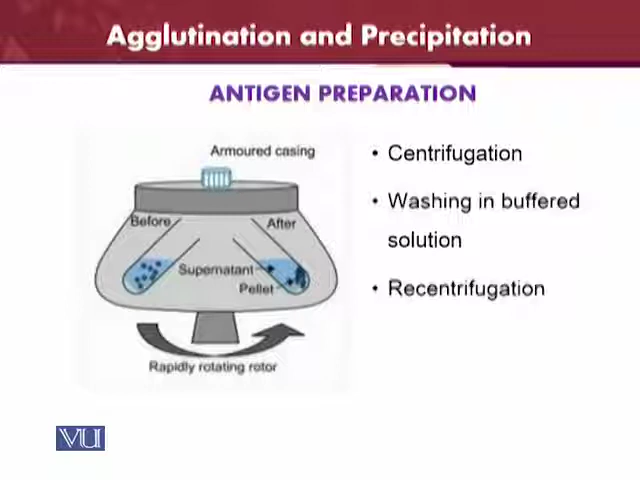 Agglutination and Precipitation
ANTIGEN PREPARATION
Armoured casing
Before
After
Supernatant
Pellet
Rapidly rotating rotor
• Centrifugation
• Washing in buffered
solution
• Recentrifugation
VU